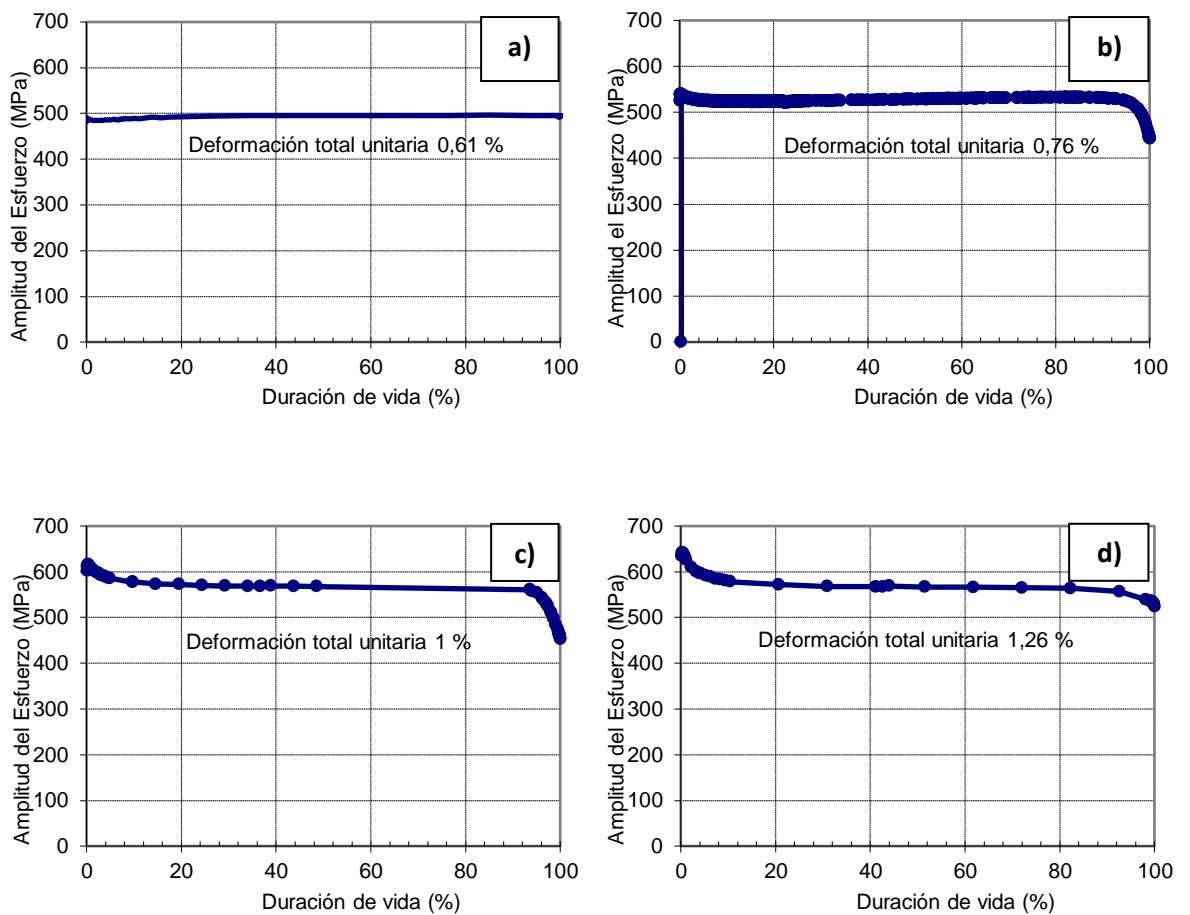 a)
Amplitud del Esfuerzo (MPa)
700
600
500
400
300
200
100
0
Deformación total unitaria 0,61 %
0 20 40 60 80 100
Duración de vida (%)
b)
Amplitud el Esfuerzo (MPa)
700
600
500
400
300
200
100
0
Deformación total unitaria 0,76 %
0 20 40 60 80 100
Duración de vida (%)
c)
Amplitud del Esfuerzo (MPa)
700
600
500
400
300
200
100
0
Deformación total unitaria 1 %
0 20 40 60 80 100
Duración de vida (%)
d)
Amplitud del Esfuerzo (MPa)
700
600
500
400
300
200
100
0
Deformación total unitaria 1,26 %
0 20 40 60 80 100
Duración de vida (%)